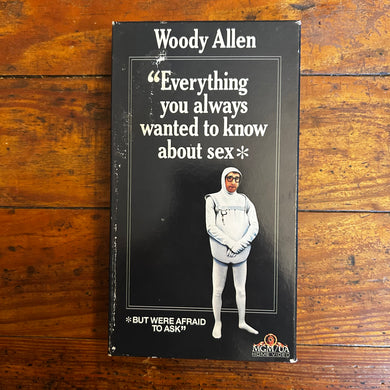 Woody Allen
“Everything
you always
wanted to know
about sex*
*BUT WERE AFRAID
TO ASK”
MGM/UA
HOME VIDEO